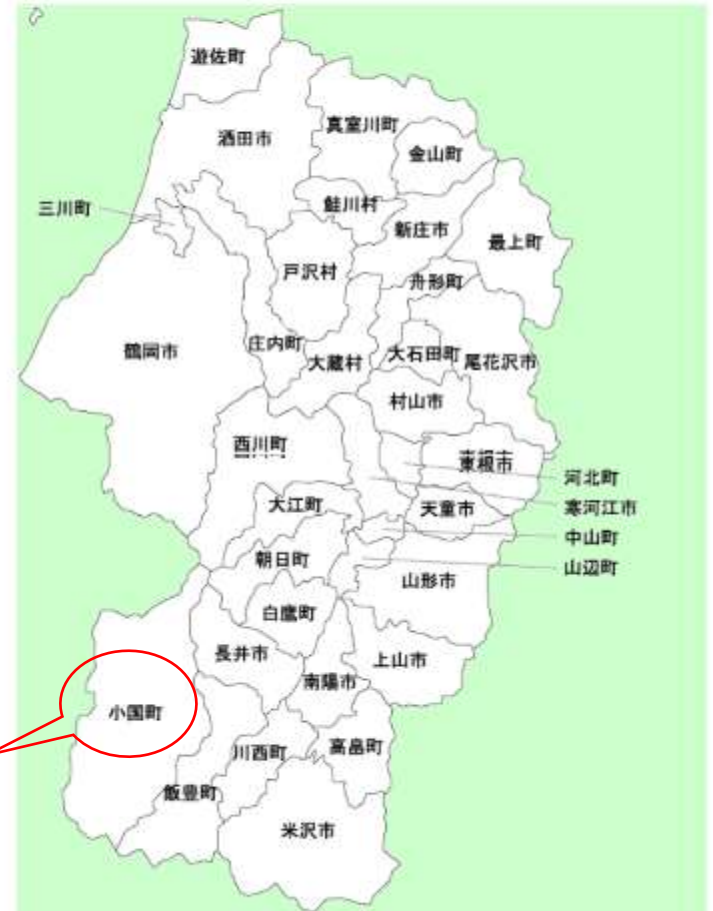 遊佐町
酒田市
真室川町
金山町
三川町
鮭川村
新庄市
最上町
戸沢村
舟形町
鶴岡市
庄内町
大蔵村
大石田町
尾花沢市
村山市
西川町
東根市
河北町
大江町
天童市
寒河江市
中山町
朝日町
山辺町
山形市
白鷹町
長井市
上山市
南陽市
小国町
川西町
高畠町
飯豊町
米沢市